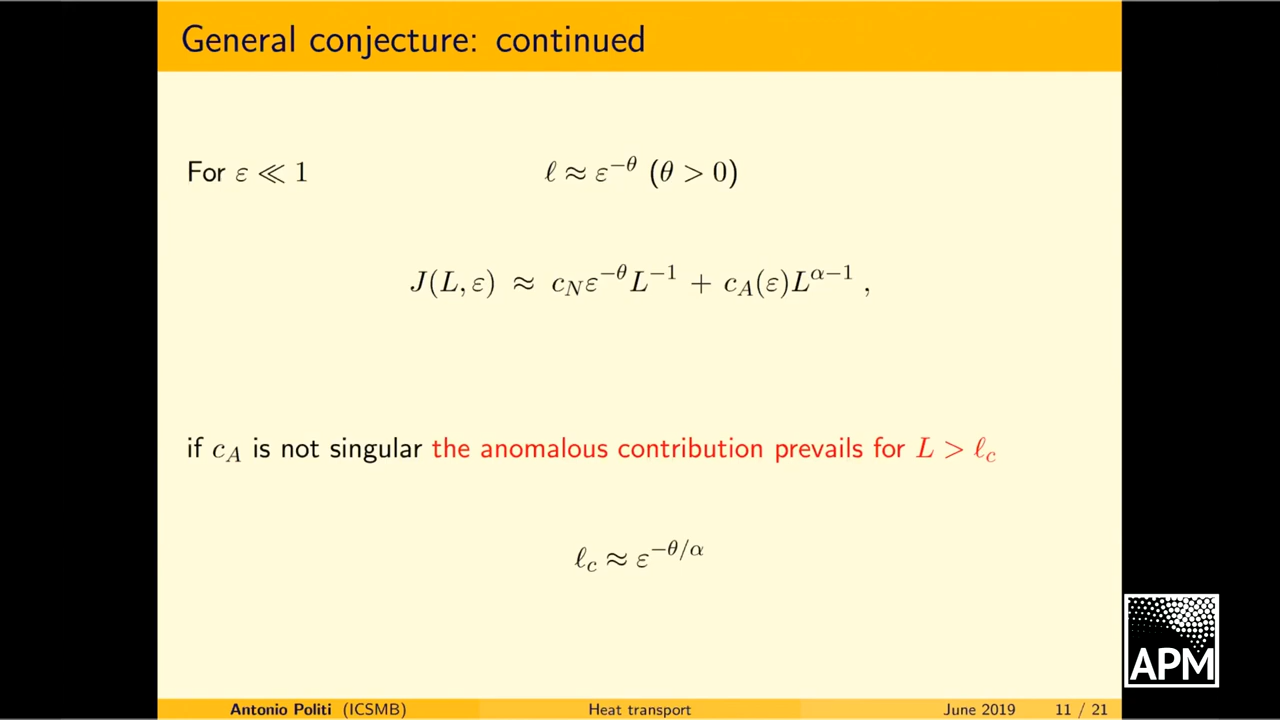 General conjecture: continued
For ε ≪ 1 ℓ ≈ ε^{−θ} (θ > 0)
J(L, ε) ≈ c_N ε^{−θ} L^{−1} + c_A(ε) L^{α−1} ,
if c_A is not singular the anomalous contribution prevails for L > ℓ_c
ℓ_c ≈ ε^{−θ/α}
APM
Antonio Politi (ICSMB) Heat transport June 2019 11 / 21